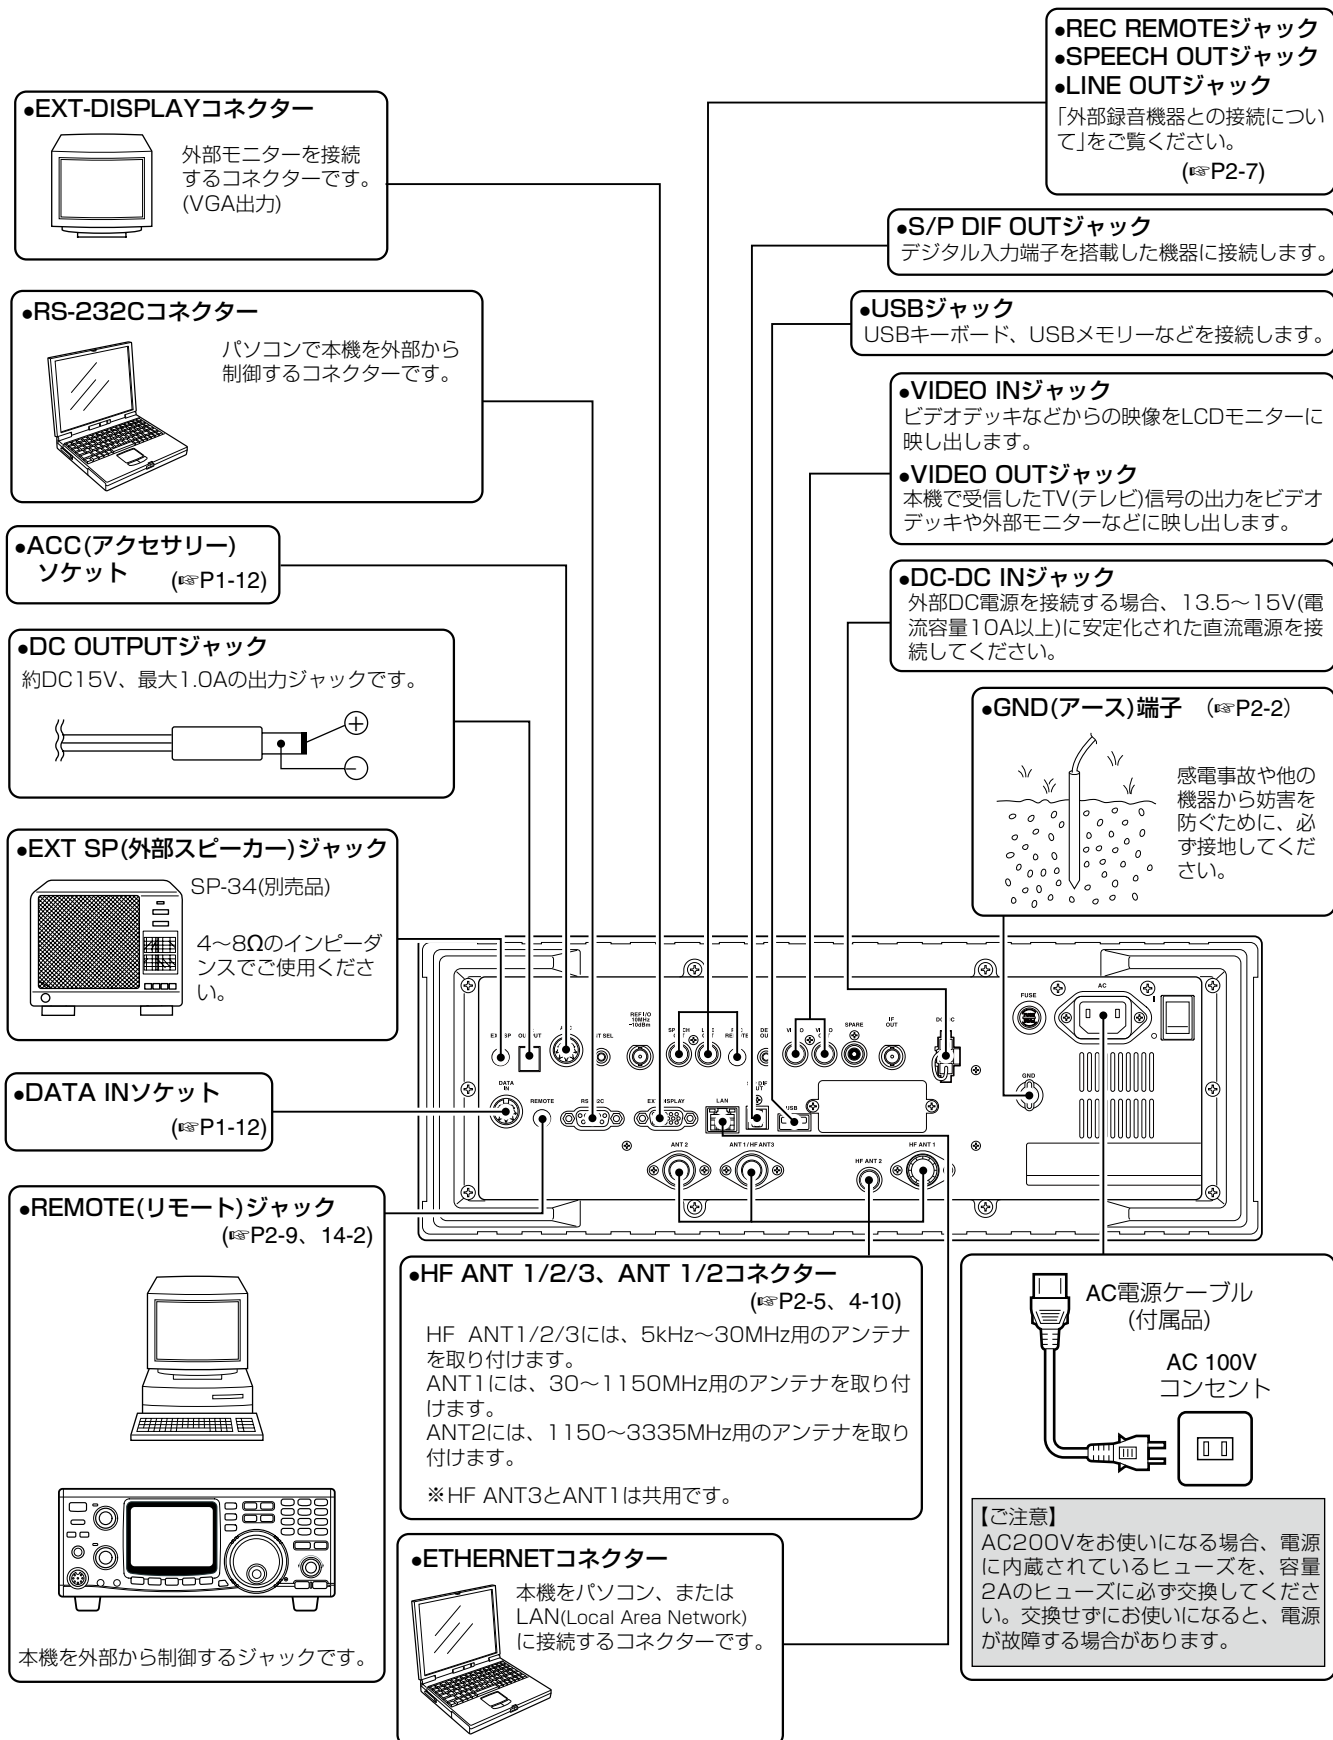 ●REC REMOTEジャック
●SPEECH OUTジャック
●LINE OUTジャック
「外部録音機器との接続につい
て」をご覧ください。
(☞P2-7)
●EXT-DISPLAYコネクター
外部モニターを接続
するコネクターです。
(VGA出力)
●S/P DIF OUTジャック
デジタル入力端子を搭載した機器に接続します。
●RS-232Cコネクター
パソコンで本機を外部から
制御するコネクターです。
●USBジャック
USBキーボード、USBメモリーなどを接続します。
●VIDEO INジャック
ビデオデッキなどからの映像をLCDモニターに
映し出します。
●VIDEO OUTジャック
本機で受信したTV(テレビ)信号の出力をビデオ
デッキや外部モニターなどに映し出します。
●ACC(アクセサリー)
ソケット (☞P1-12)
●DC-DC INジャック
外部DC電源を接続する場合、13.5～15V(電
流容量10A以上)に安定化された直流電源を接
続してください。
●DC OUTPUTジャック
約DC15V、最大1.0Aの出力ジャックです。
+
−
●GND(アース)端子 (☞P2-2)
感電事故や他の
機器から妨害を
防ぐために、必
ず接地してくだ
さい。
●EXT SP(外部スピーカー)ジャック
SP-34(別売品)
4～8Ωのインピーダ
ンスでご使用くださ
い。
REF I/O
10MHz
-10dBm
SPARE
IF
OUT
FUSE
AC
GND
DATA
IN
REMOTE
LAN
USB
ANT 2
ANT 1/HF ANT3
HF ANT 2
HF ANT 1
●DATA INソケット
(☞P1-12)
●REMOTE(リモート)ジャック
(☞P2-9、14-2)
本機を外部から制御するジャックです。
●HF ANT 1/2/3、ANT 1/2コネクター
(☞P2-5、4-10)
HF ANT1/2/3には、5kHz～30MHz用のアンテナ
を取り付けます。
ANT1には、30～1150MHz用のアンテナを取り付
けます。
ANT2には、1150～3335MHz用のアンテナを取り
付けます。
※HF ANT3とANT1は共用です。
●ETHERNETコネクター
本機をパソコン、または
LAN(Local Area Network)
に接続するコネクターです。
AC電源ケーブル
(付属品)
AC 100V
コンセント
【ご注意】
AC200Vをお使いになる場合、電源
に内蔵されているヒューズを、容量
2Aのヒューズに必ず交換してくださ
い。交換せずにお使いになると、電源
が故障する場合があります。